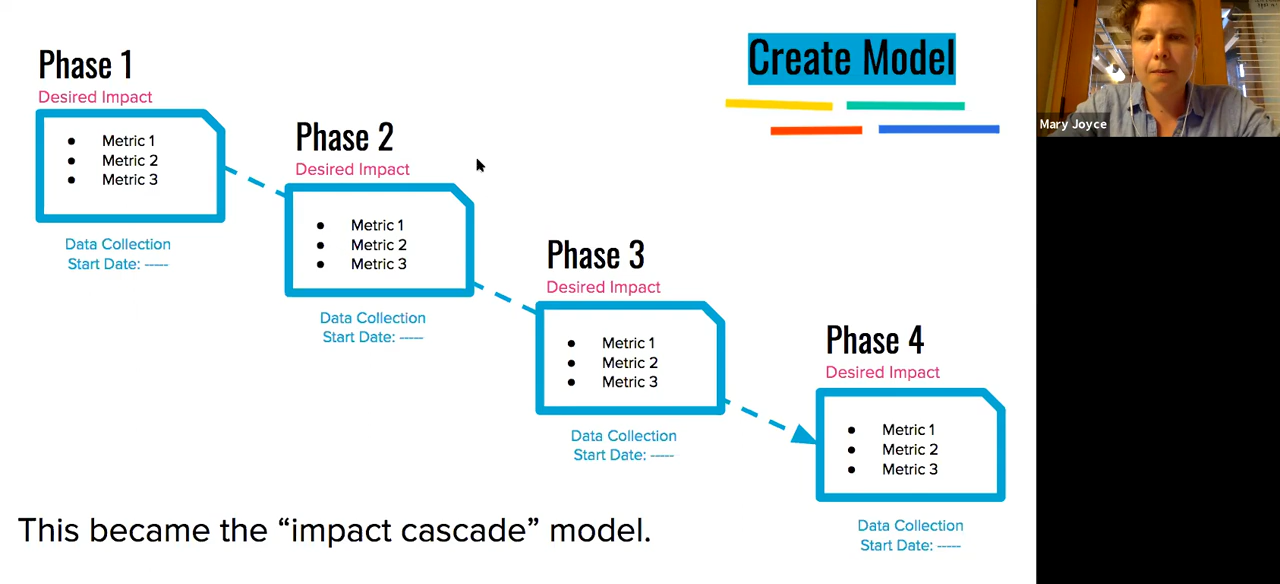 Create Model
Mary Joyce
Phase 1
Desired Impact
• Metric 1
• Metric 2
• Metric 3
Data Collection
Start Date: -----
Phase 2
Desired Impact
• Metric 1
• Metric 2
• Metric 3
Data Collection
Start Date: -----
Phase 3
Desired Impact
• Metric 1
• Metric 2
• Metric 3
Data Collection
Start Date: -----
Phase 4
Desired Impact
• Metric 1
• Metric 2
• Metric 3
Data Collection
Start Date: -----
This became the “impact cascade” model.